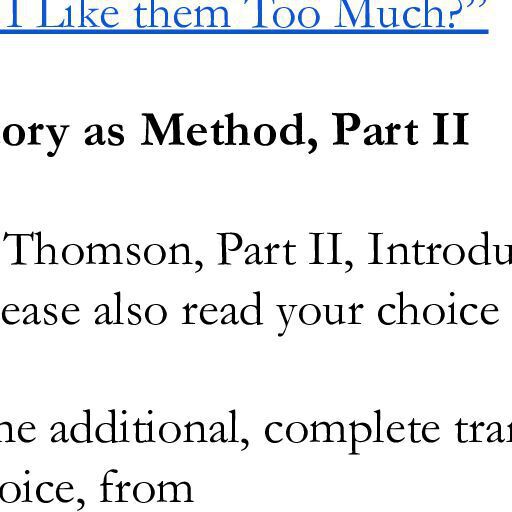 I Like them Too Much?”
ory as Method, Part II
Thomson, Part II, Introdu
ease also read your choice
ne additional, complete tra
oice, from